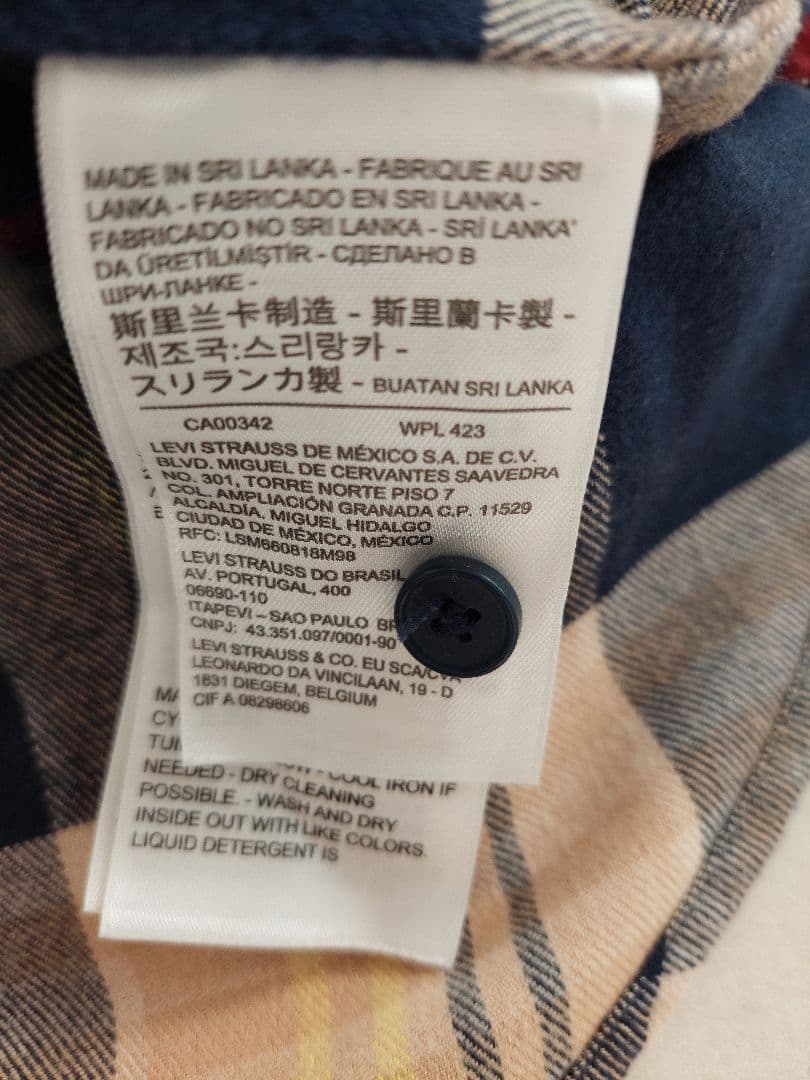 MADE IN SRI LANKA - FABRIQUE AU SRI
LANKA - FABRICADO EN SRI LANKA -
FABRICADO NO SRI LANKA - SRİ LANKA'
DA ÜRETİLMİŞTİR - СДЕЛАНО В
ШРИ-ЛАНКЕ -
斯里兰卡制造 - 斯里蘭卡製 -
제조국:스리랑카 -
スリランカ製 - BUATAN SRI LANKA
CA00342 WPL 423
LEVI STRAUSS DE MÉXICO S.A. DE C.V.
BLVD. MIGUEL DE CERVANTES SAAVEDRA
NO. 301, TORRE NORTE PISO 7
COL. AMPLIACIÓN GRANADA C.P. 11529
ALCALDÍA. MIGUEL HIDALGO
CIUDAD DE MÉXICO, MÉXICO
RFC: LSM660818M98
LEVI STRAUSS DO BRASIL
AV. PORTUGAL, 400
06690-110
ITAPEVI – SAO PAULO
CNPJ: 43.351.097/0001-90
LEVI STRAUSS & CO. EU SCA/CVA
LEONARDO DA VINCILAAN, 19 - D
1831 DIEGEM, BELGIUM
CIF A 08298606
COOL IRON IF
NEEDED - DRY CLEANING
POSSIBLE. - WASH AND DRY
INSIDE OUT WITH LIKE COLORS.
LIQUID DETERGENT IS